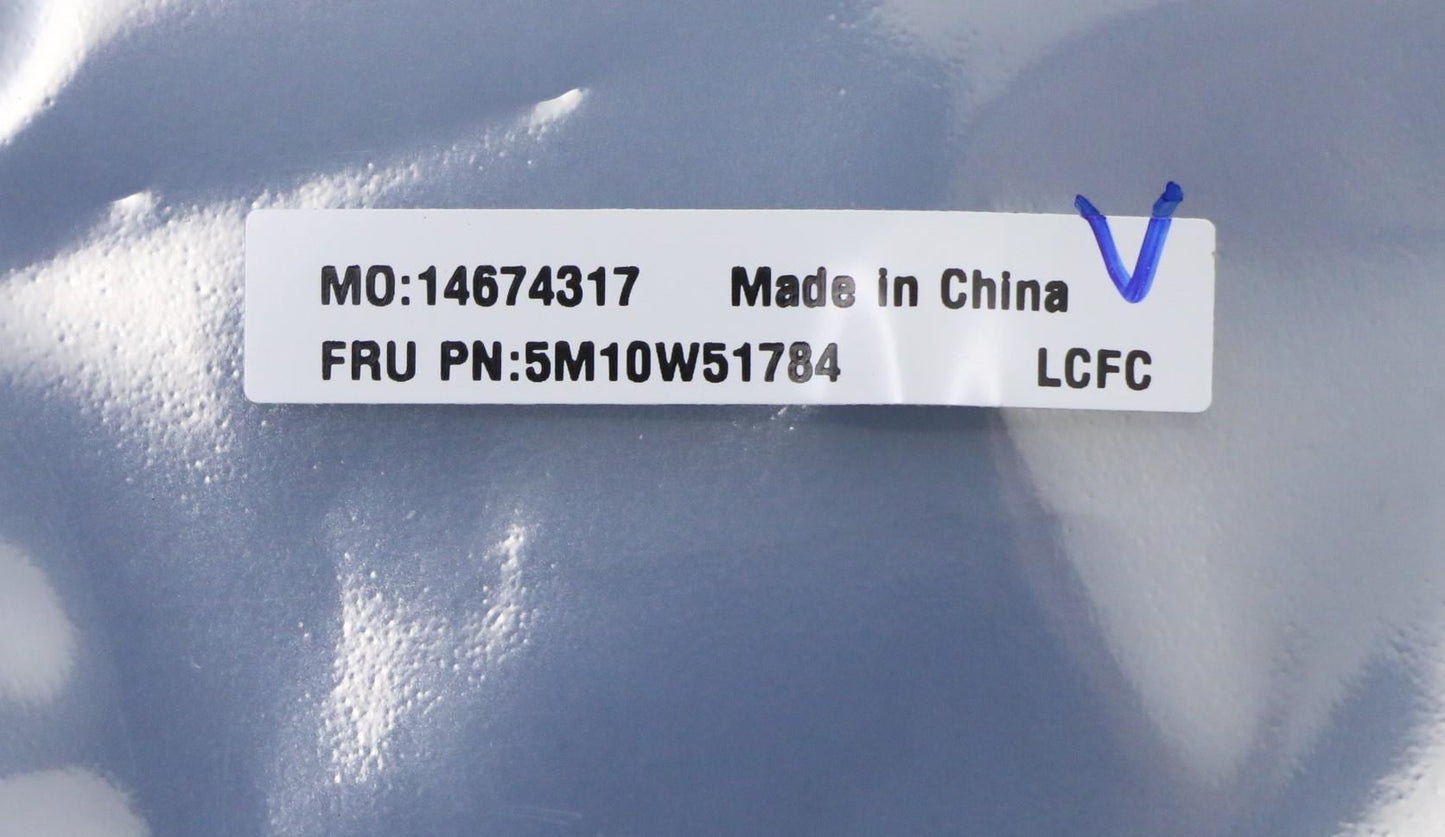 MO:14674317 Made in China
FRU PN:5M10W51784 LCFC